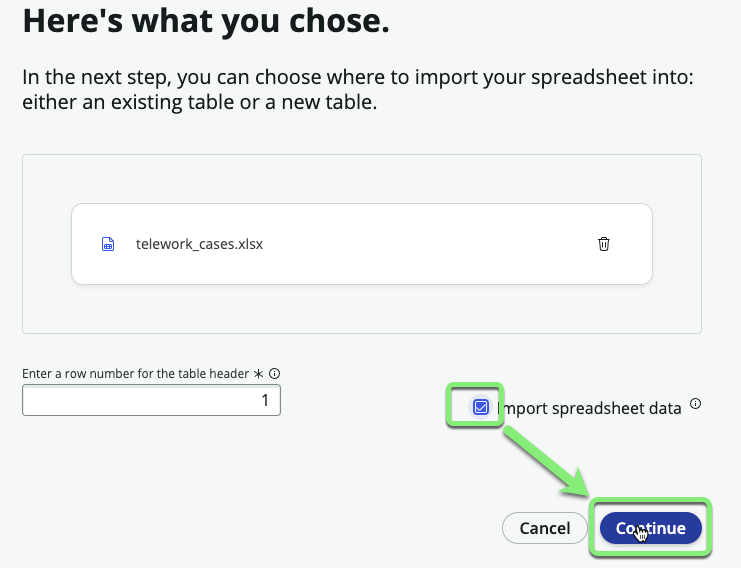 Here's what you chose.
In the next step, you can choose where to import your spreadsheet into:
either an existing table or a new table.
telework_cases.xlsx
Enter a row number for the table header *
1
Import spreadsheet data
Cancel
Continue